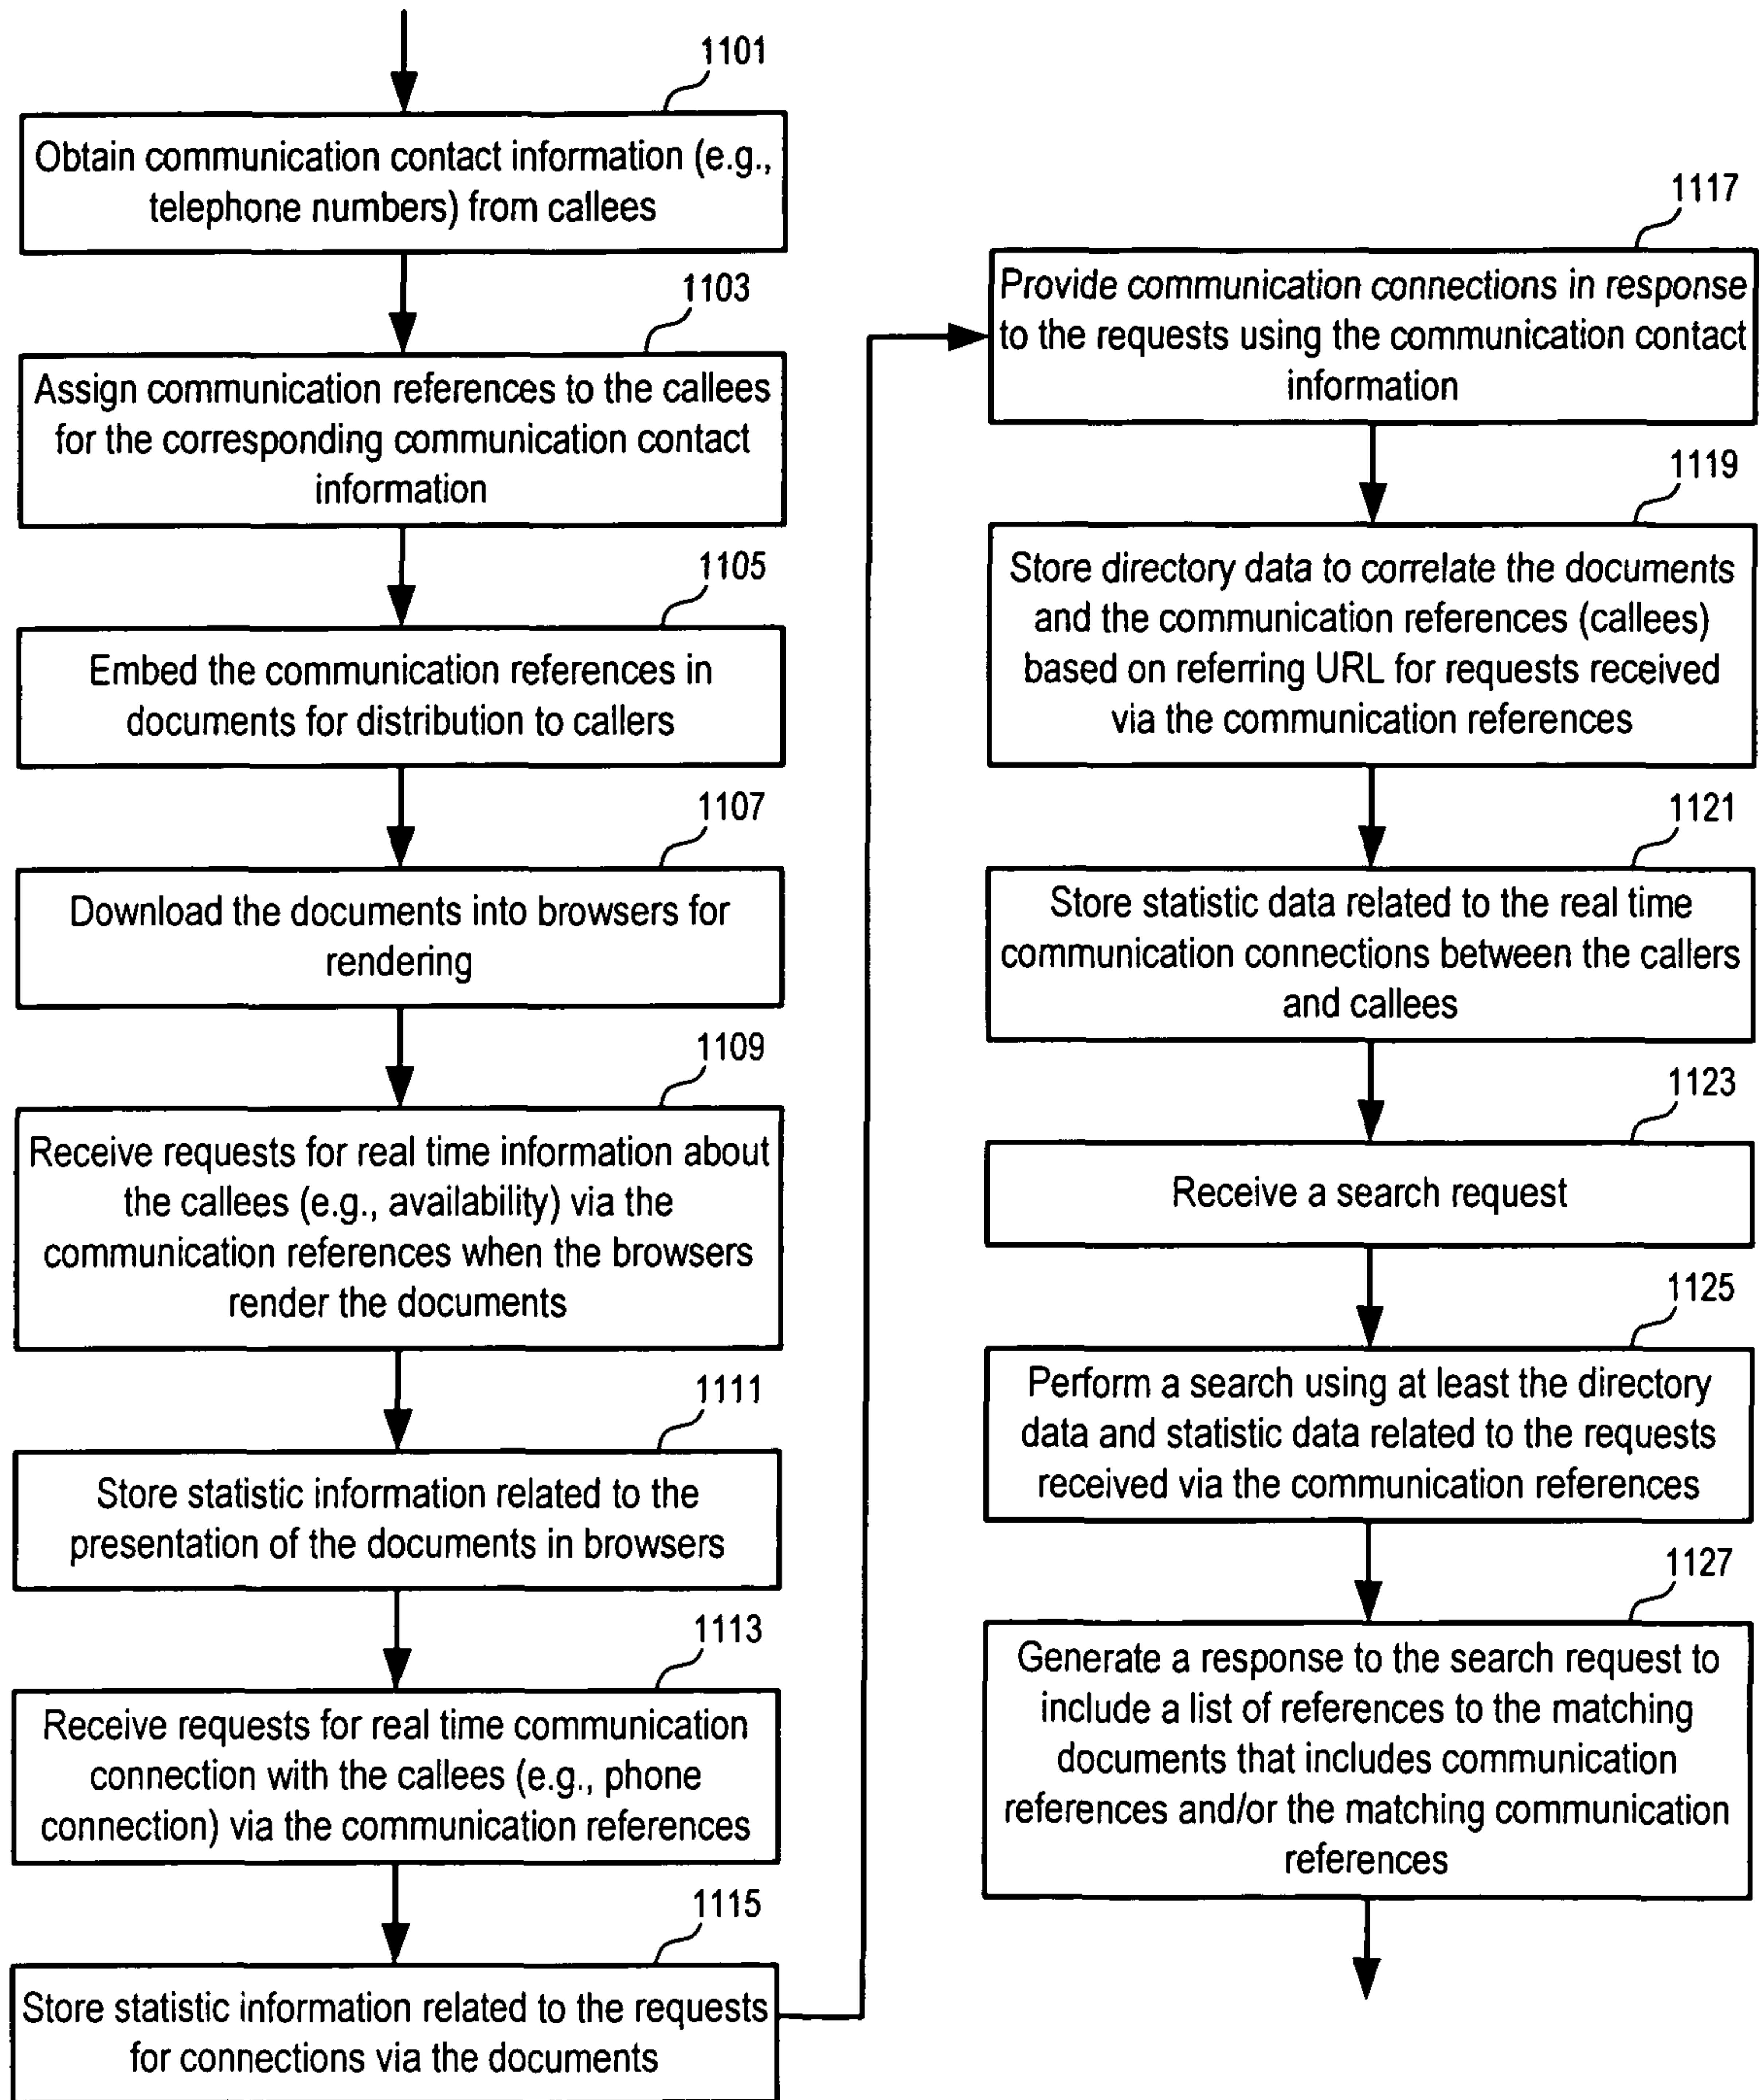 1101
Obtain communication contact information (e.g.,
telephone numbers) from callees
1103
Assign communication references to the callees
for the corresponding communication contact
information
1105
Embed the communication references in
documents for distribution to callers
1107
Download the documents into browsers for
rendering
1109
Receive requests for real time information about
the callees (e.g., availability) via the
communication references when the browsers
render the documents
1111
Store statistic information related to the
presentation of the documents in browsers
1113
Receive requests for real time communication
connection with the callees (e.g., phone
connection) via the communication references
1115
Store statistic information related to the requests
for connections via the documents
1117
Provide communication connections in response
to the requests using the communication contact
information
1119
Store directory data to correlate the documents
and the communication references (callees)
based on referring URL for requests received
via the communication references
1121
Store statistic data related to the real time
communication connections between the callers
and callees
1123
Receive a search request
1125
Perform a search using at least the directory
data and statistic data related to the requests
received via the communication references
1127
Generate a response to the search request to
include a list of references to the matching
documents that includes communication
references and/or the matching communication
references